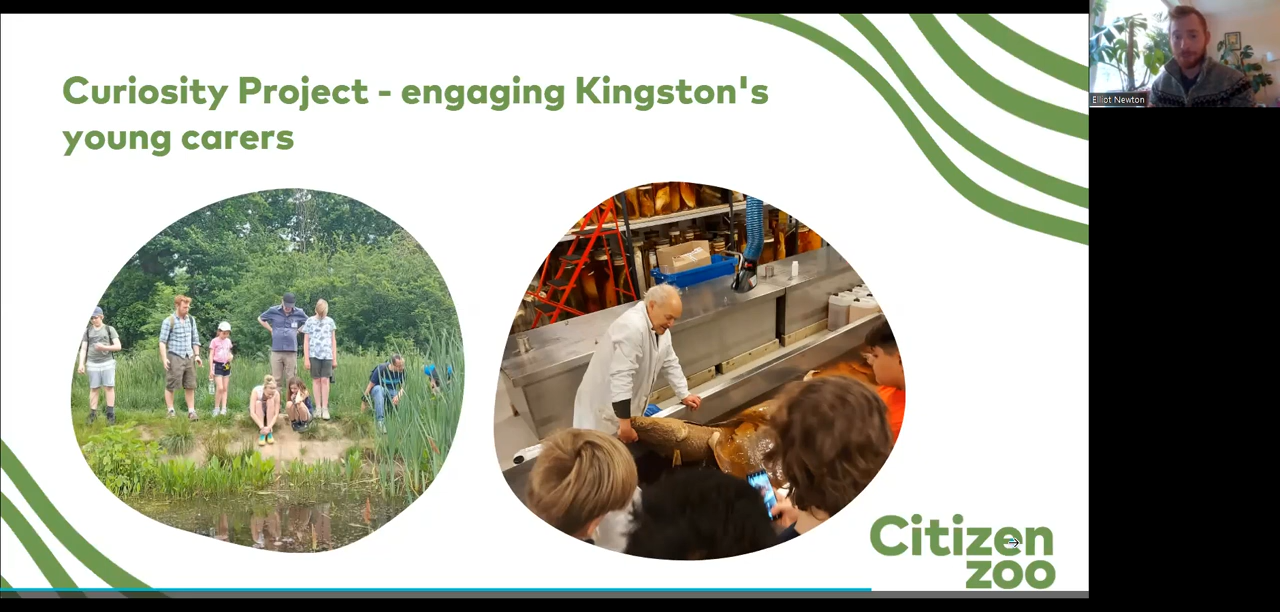 Curiosity Project - engaging Kingston's
young carers
Elliot Newton
Citizen
zoo